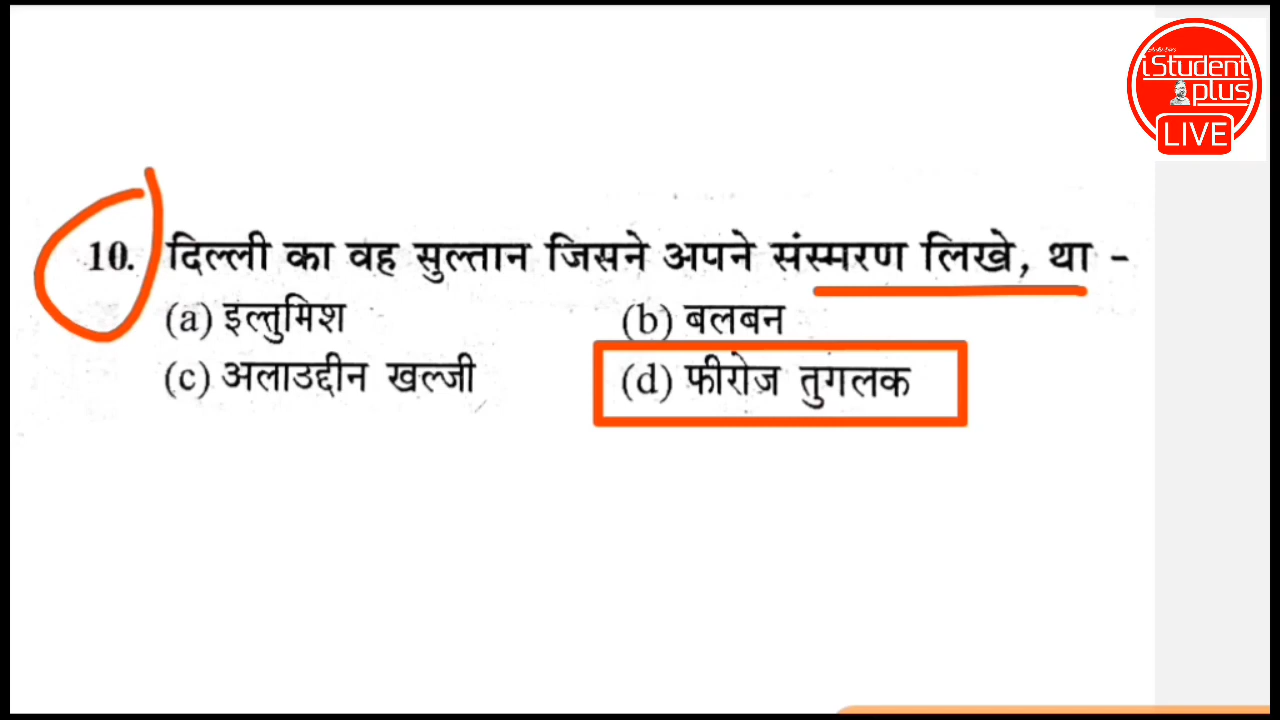 iStudent
plus
LIVE
10. दिल्ली का वह सुल्तान जिसने अपने संस्मरण लिखे, था -
(a) इल्तुमिश (b) बलबन
(c) अलाउद्दीन खल्जी (d) फीरोज तुगलक